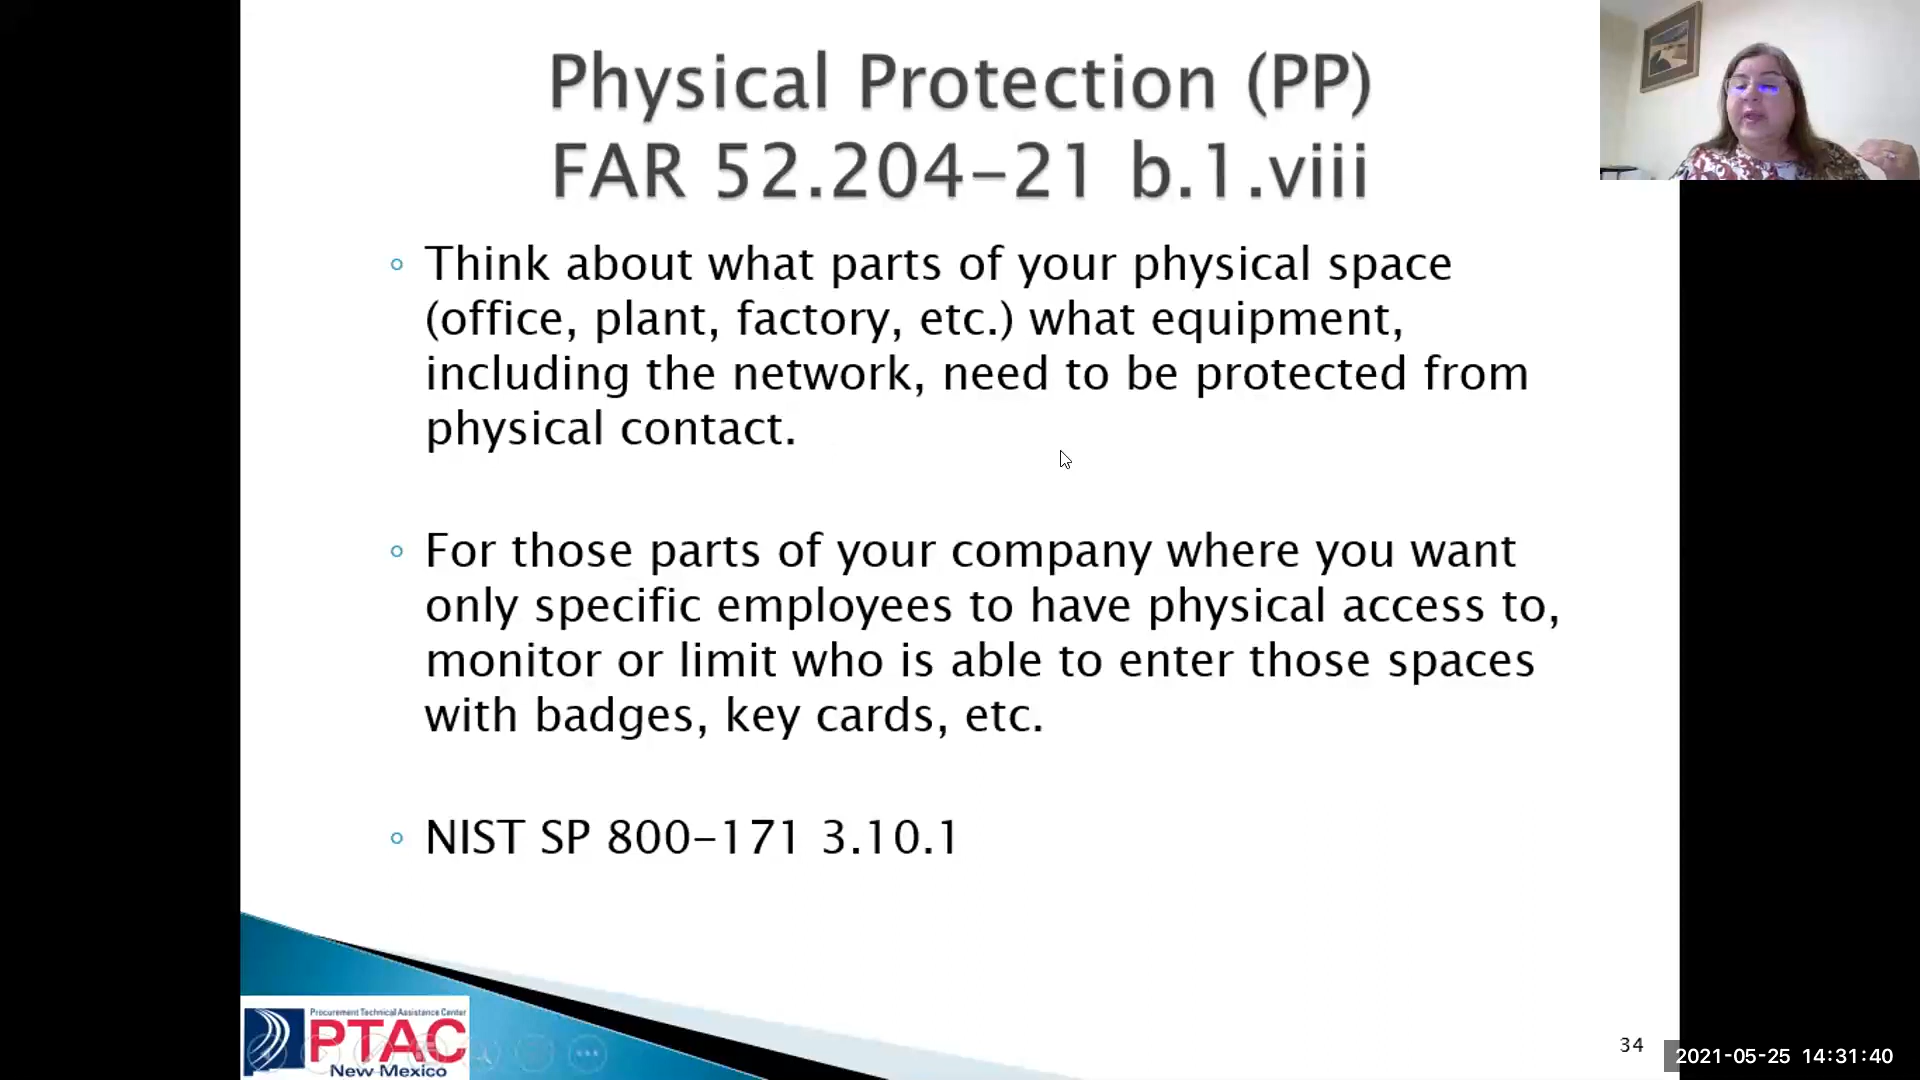 Physical Protection (PP)
FAR 52.204-21 b.1.viii
Think about what parts of your physical space
(office, plant, factory, etc.) what equipment,
including the network, need to be protected from
physical contact.
For those parts of your company where you want
only specific employees to have physical access to,
monitor or limit who is able to enter those spaces
with badges, key cards, etc.
NIST SP 800-171 3.10.1
Procurement Technical Assistance Center
PTAC
New Mexico
34
2021-05-25 14:31:40